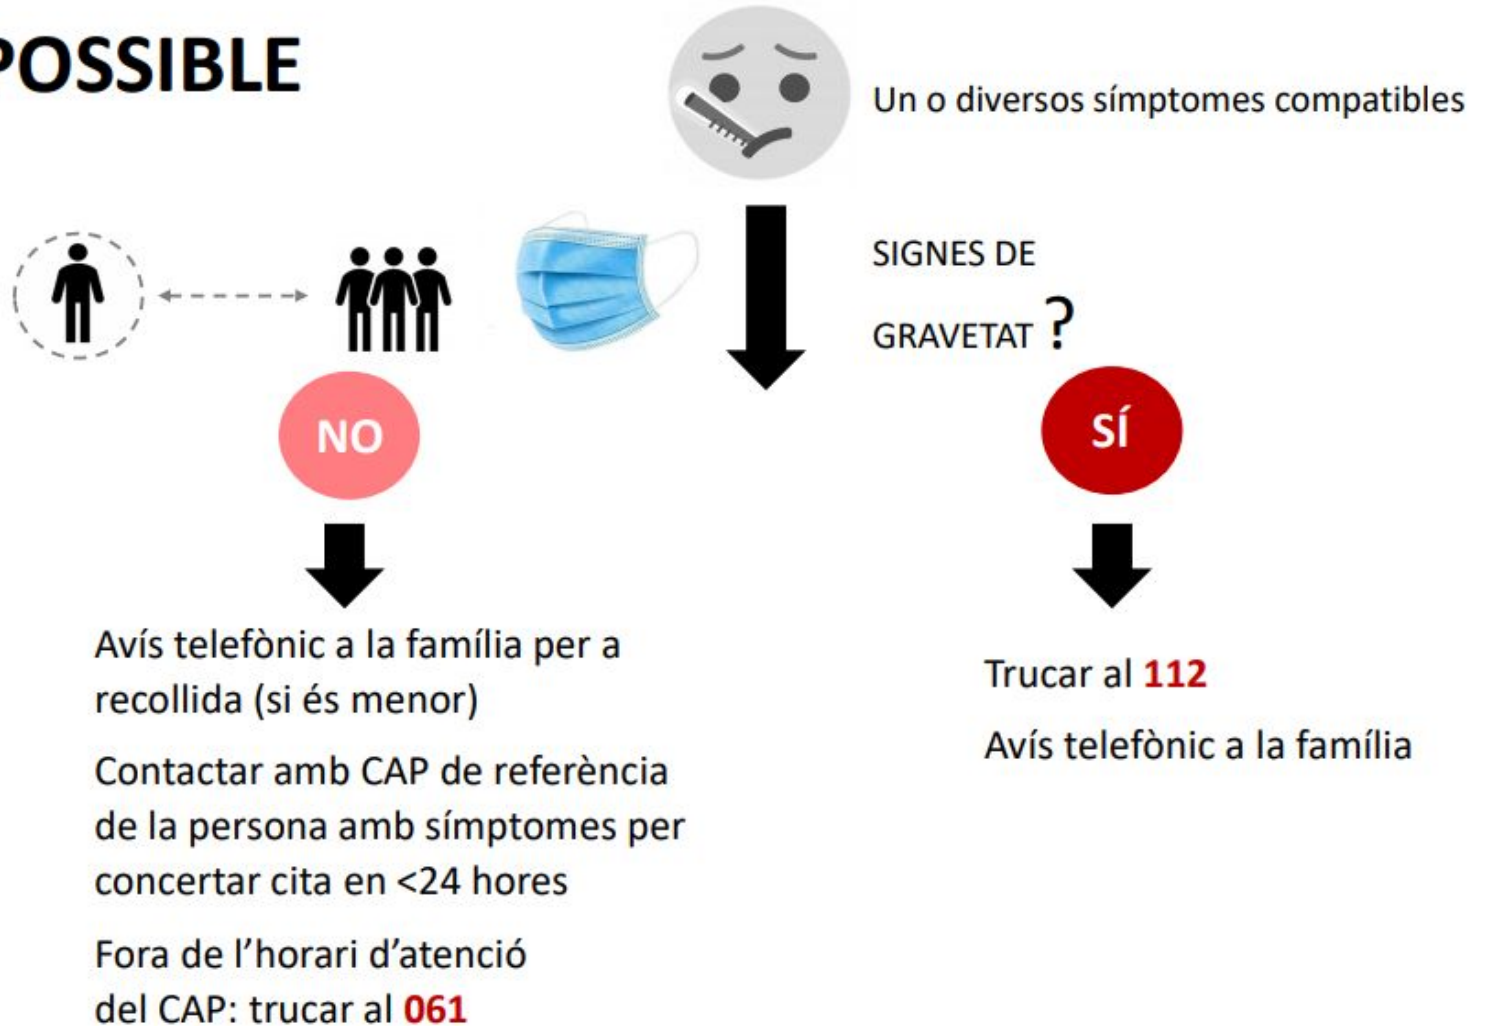 POSSIBLE
Un o diversos símptomes compatibles
SIGNES DE
GRAVETAT ?
NO
SÍ
Avís telefònic a la família per a
recollida (si és menor)
Contactar amb CAP de referència
de la persona amb símptomes per
concertar cita en <24 hores
Fora de l'horari d'atenció
del CAP: trucar al 061
Trucar al 112
Avís telefònic a la família